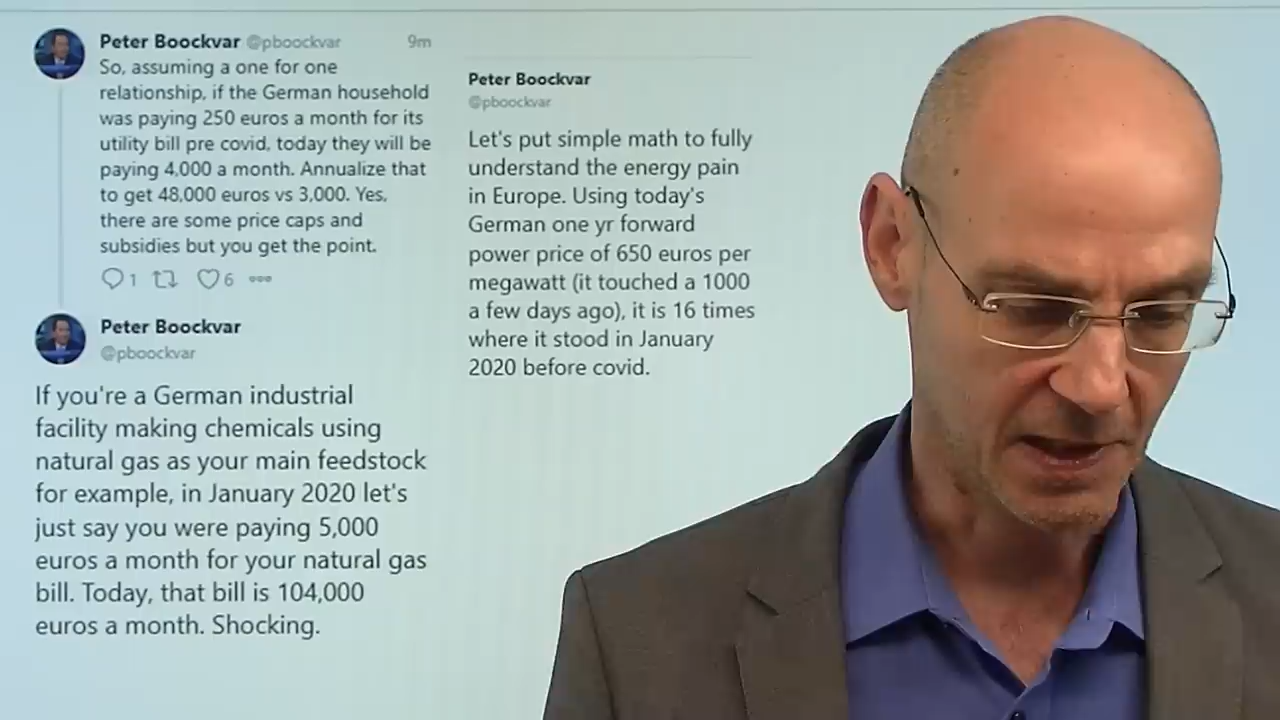 Peter Boockvar @pboockvar 9m
So, assuming a one for one
relationship, if the German household
was paying 250 euros a month for its
utility bill pre covid, today they will be
paying 4,000 a month. Annualize that
to get 48,000 euros vs 3,000. Yes,
there are some price caps and
subsidies but you get the point.
1 6
Peter Boockvar
@pboockvar
If you're a German industrial
facility making chemicals using
natural gas as your main feedstock
for example, in January 2020 let's
just say you were paying 5,000
euros a month for your natural gas
bill. Today, that bill is 104,000
euros a month. Shocking.
Peter Boockvar
@pboockvar
Let's put simple math to fully
understand the energy pain
in Europe. Using today's
German one yr forward
power price of 650 euros per
megawatt (it touched a 1000
a few days ago), it is 16 times
where it stood in January
2020 before covid.